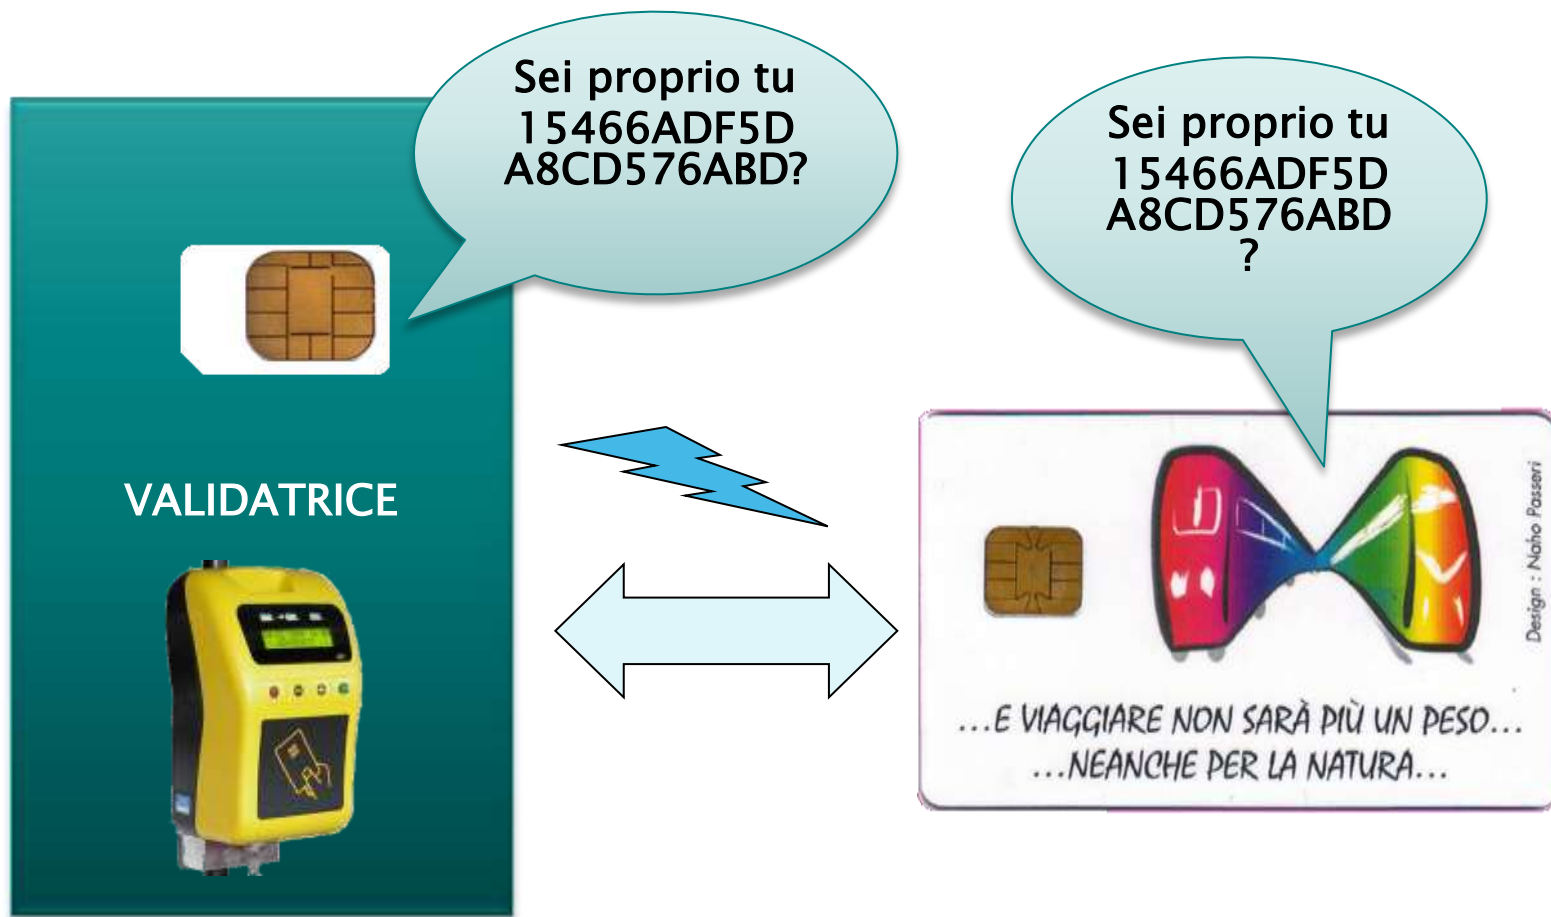 Sei proprio tu
15466ADF5D
A8CD576ABD?
Sei proprio tu
15466ADF5D
A8CD576ABD
?
VALIDATRICE
Design : Naho Passeri
...E VIAGGIARE NON SARÀ PIÙ UN PESO...
...NEANCHE PER LA NATURA...